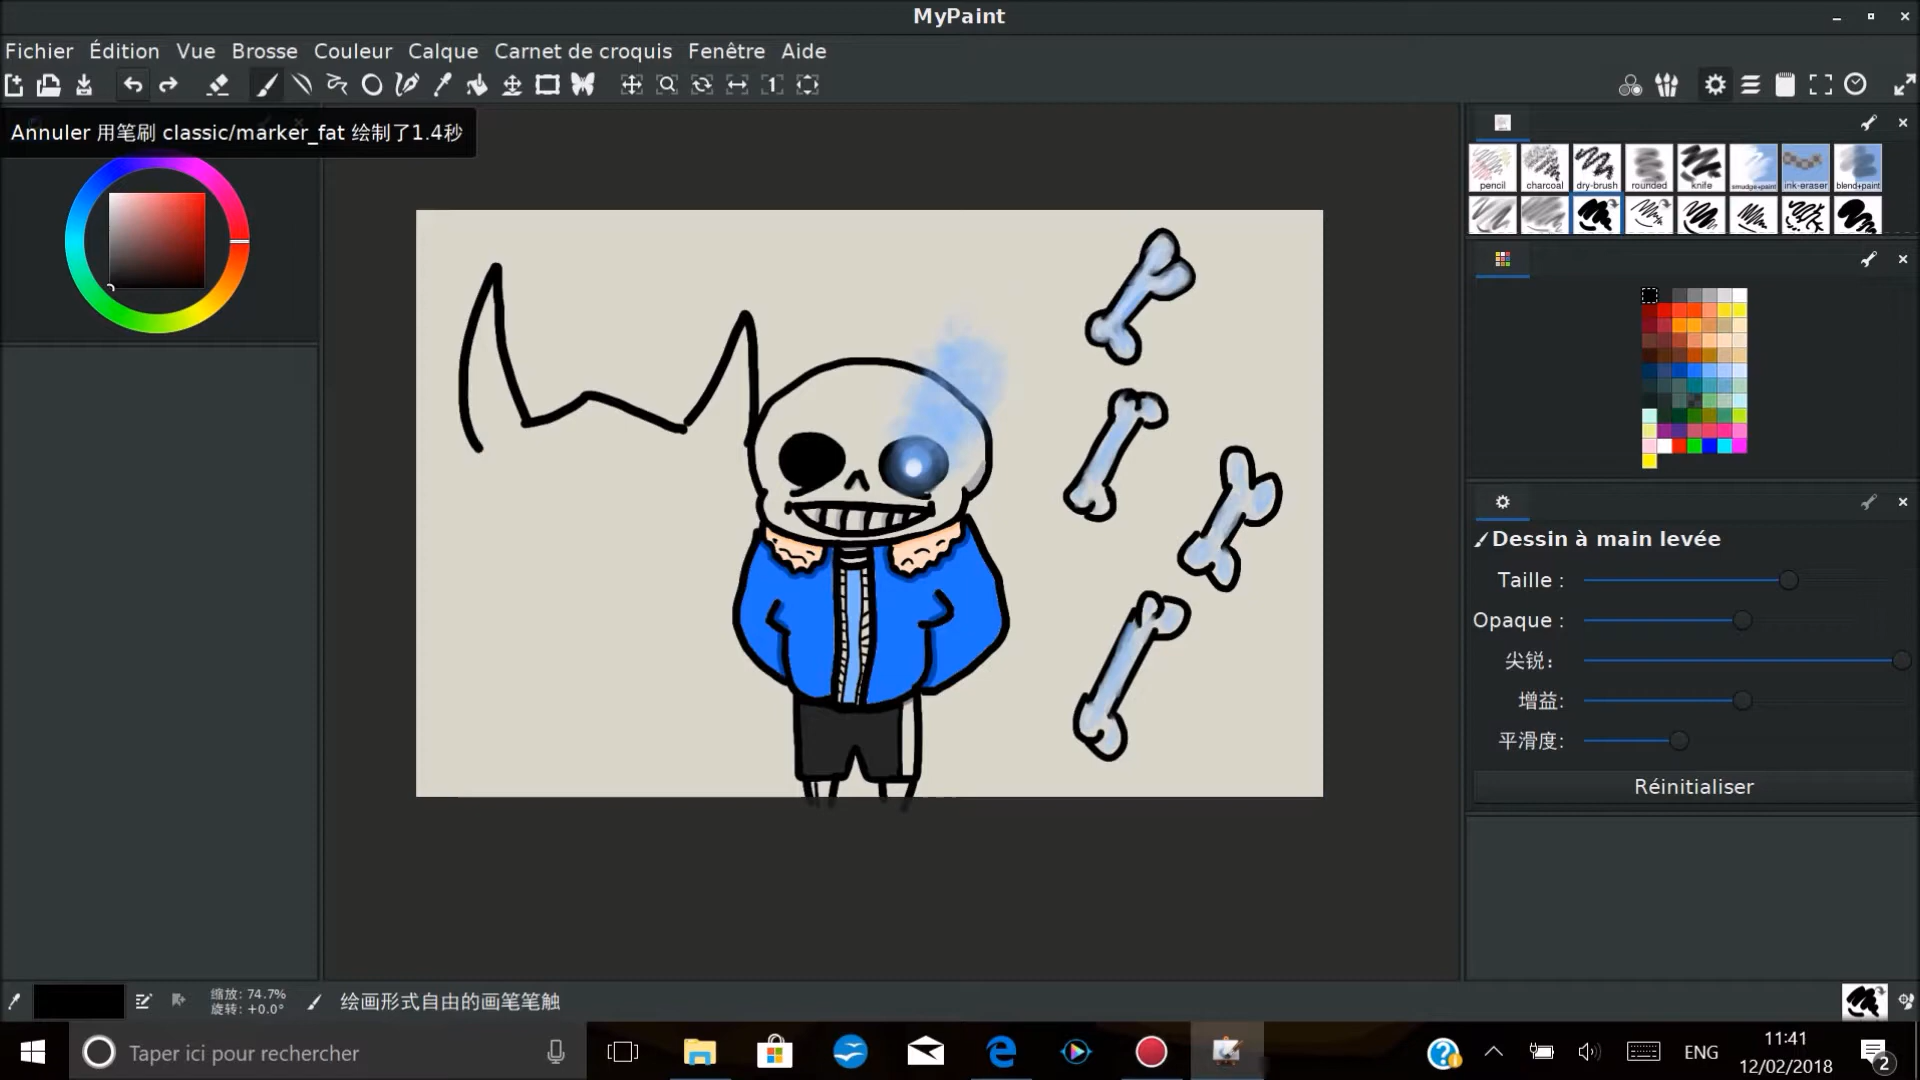 MyPaint
Fichier Édition Vue Brosse Couleur Calque Carnet de croquis Fenêtre Aide
1
Annuler 用笔刷 classic/marker_fat 绘制了1.4秒
pencil charcoal dry-brush rounded knife smudge+paint ink-eraser blend+paint
Dessin à main levée
Taille :
Opaque :
尖锐:
增益:
平滑度:
Réinitialiser
缩放: 74.7%
旋转: +0.0°
绘画形式自由的画笔笔触
Taper ici pour rechercher
ENG
11:41
12/02/2018
2